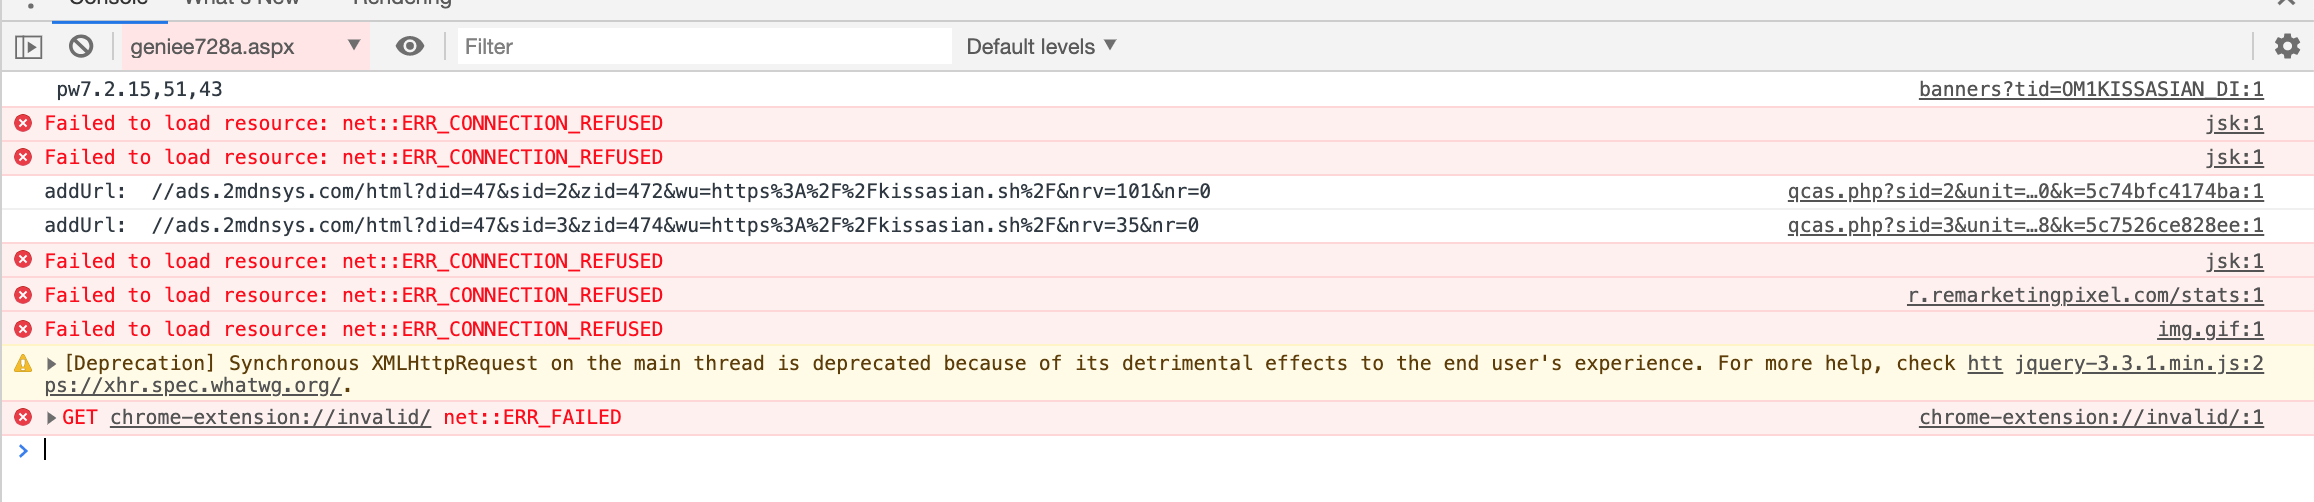 Console What's New Rendering
geniee728a.aspx Filter Default levels
pw7.2.15,51,43 banners?tid=OM1KISSASIAN_DI:1
Failed to load resource: net::ERR_CONNECTION_REFUSED jsk:1
Failed to load resource: net::ERR_CONNECTION_REFUSED jsk:1
addUrl: //ads.2mdnsys.com/html?did=47&sid=2&zid=472&wu=https%3A%2F%2Fkissasian.sh%2F&nrv=101&nr=0 qcas.php?sid=2&unit=…0&k=5c74bfc4174ba:1
addUrl: //ads.2mdnsys.com/html?did=47&sid=3&zid=474&wu=https%3A%2F%2Fkissasian.sh%2F&nrv=35&nr=0 qcas.php?sid=3&unit=…8&k=5c7526ce828ee:1
Failed to load resource: net::ERR_CONNECTION_REFUSED jsk:1
Failed to load resource: net::ERR_CONNECTION_REFUSED r.remarketingpixel.com/stats:1
Failed to load resource: net::ERR_CONNECTION_REFUSED img.gif:1
[Deprecation] Synchronous XMLHttpRequest on the main thread is deprecated because of its detrimental effects to the end user's experience. For more help, check htt jquery-3.3.1.min.js:2
ps://xhr.spec.whatwg.org/.
GET chrome-extension://invalid/ net::ERR_FAILED chrome-extension://invalid/:1